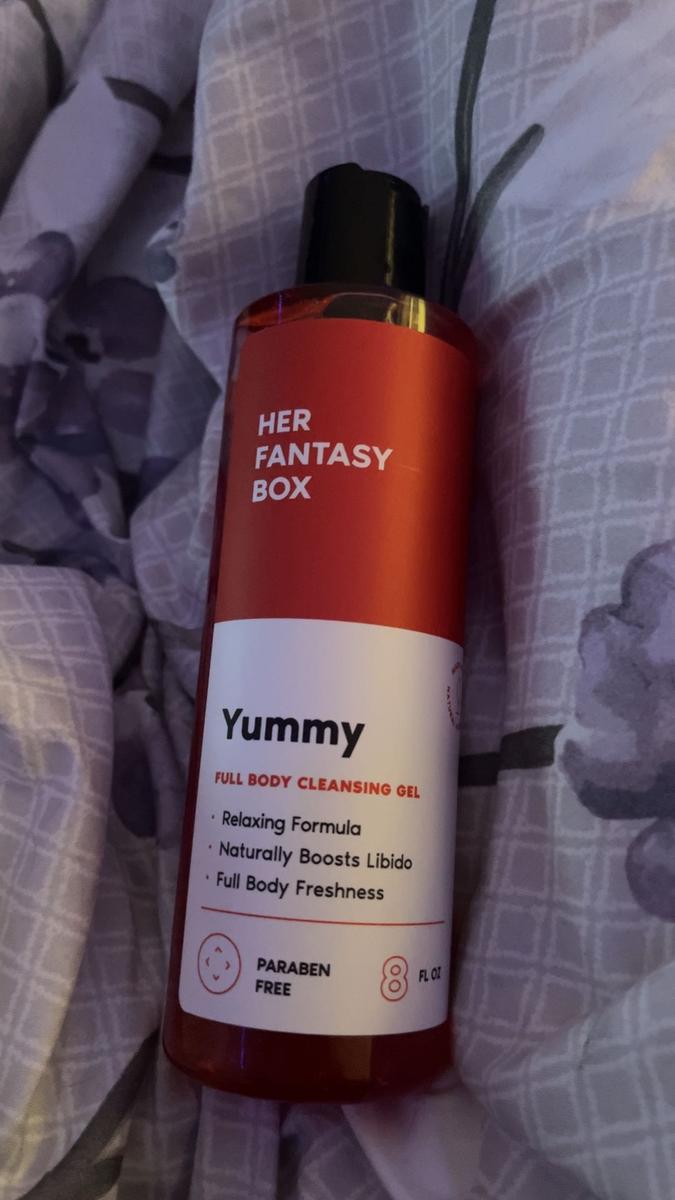 HER
FANTASY
BOX
Yummy
FULL BODY CLEANSING GEL
· Relaxing Formula
· Naturally Boosts Libido
· Full Body Freshness
PARABEN
FREE
8 FL OZ